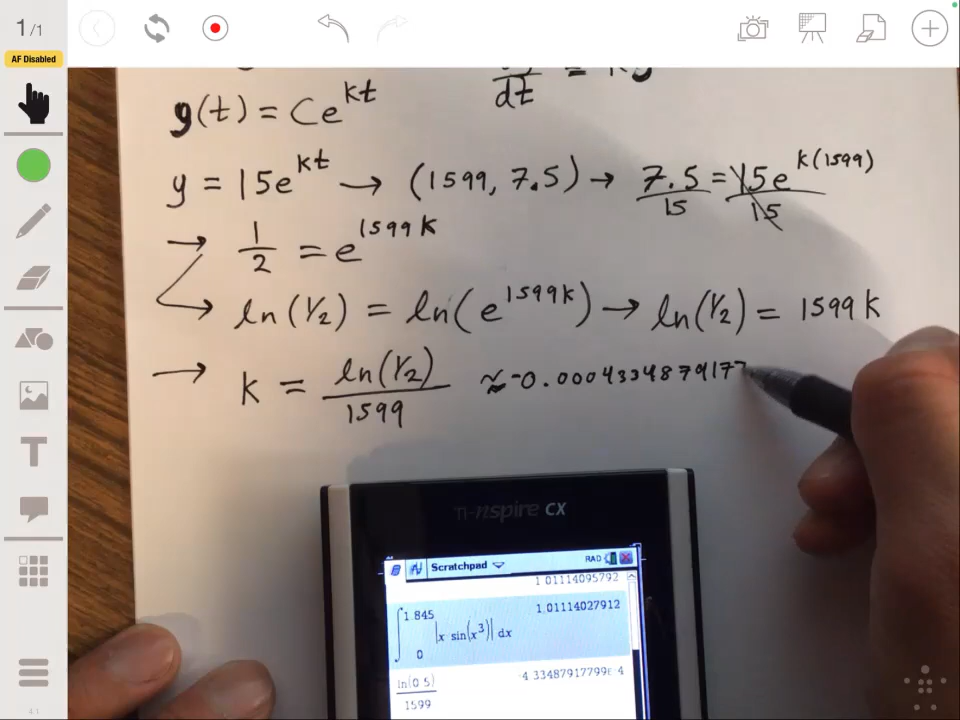 1/1
AF Disabled
dt = ky
y(t) = Ce^kt
y = 15e^kt → (1599, 7.5) → 7.5/15 = 15e^k(1599)/15
→ 1/2 = e^1599k
→ ln(1/2) = ln(e^1599k) → ln(1/2) = 1599k
→ k = ln(1/2)/1599 ≈ -0.000433487917
TI-nspire CX
Scratchpad RAD
1.01114095792
∫ 1.845 0 |x sin(x³)| dx 1.01114027912
ln(0.5)/1599 -4.33487917799E-4